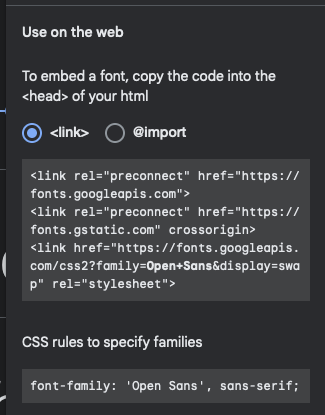 Use on the web
To embed a font, copy the code into the
<head> of your html
<link>
@import
<link rel="preconnect" href="https://
fonts.googleapis.com">
<link rel="preconnect" href="https://
fonts.gstatic.com" crossorigin>
<link href="https://fonts.googleapis.
com/css2?family=Open+Sans&display=swa
p" rel="stylesheet">
CSS rules to specify families
font-family: 'Open Sans', sans-serif;